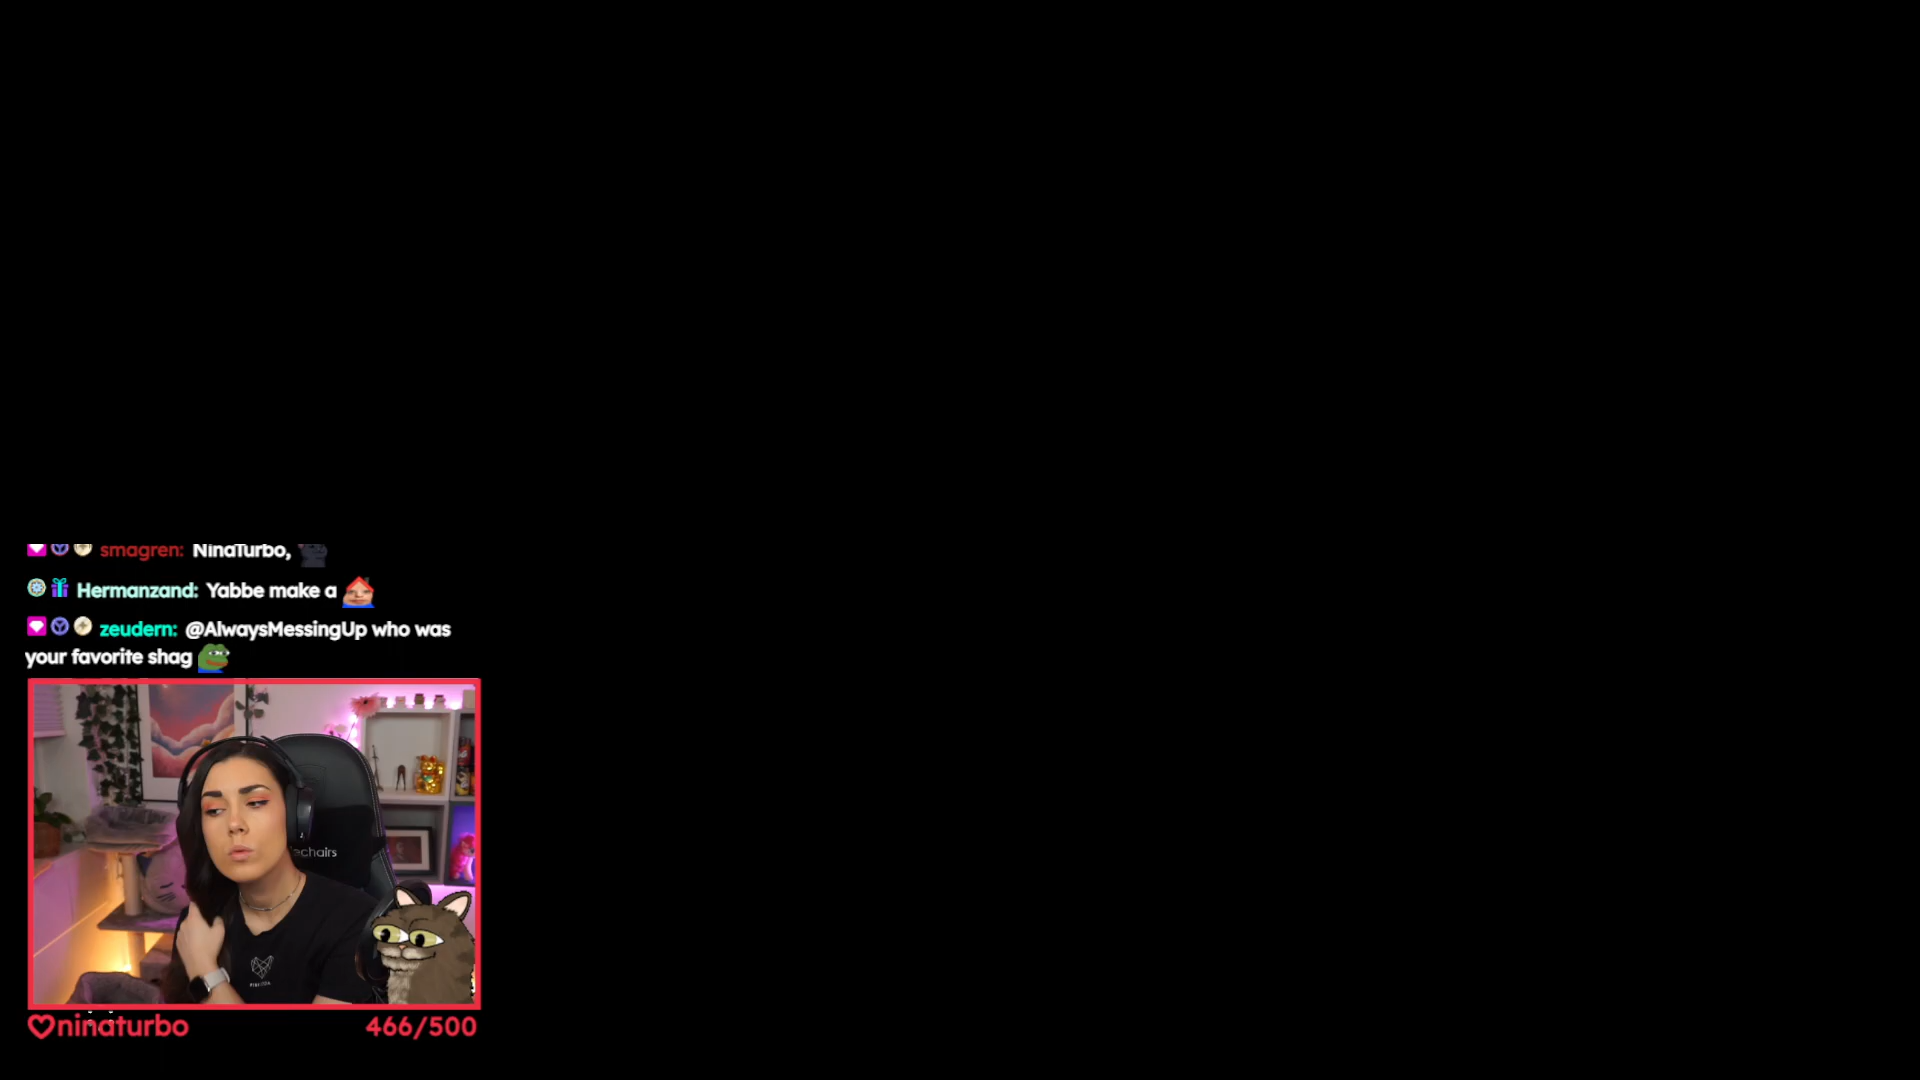 smagren: NinaTurbo,
Hermanzand: Yabbe make a
zeudern: @AlwaysMessingUp who was
your favorite shag
echairs
ninaturbo 466/500